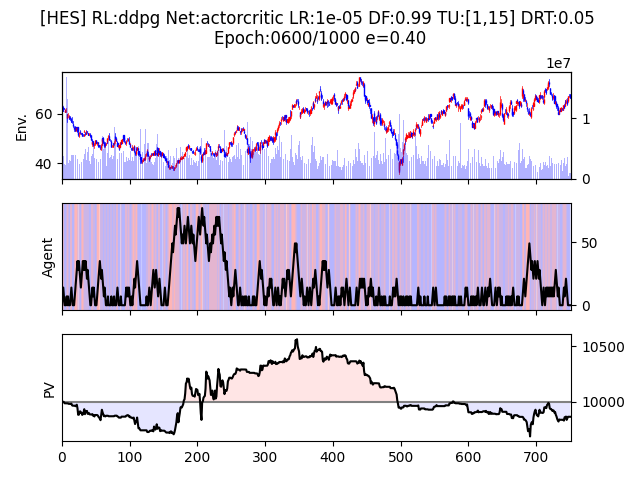 [HES] RL:ddpg Net:actorcritic LR:1e-05 DF:0.99 TU:[1,15] DRT:0.05
Epoch:0600/1000 e=0.40
1e7
Env.
60
40
1
0
Agent
50
0
PV
10500
10000
0 100 200 300 400 500 600 700